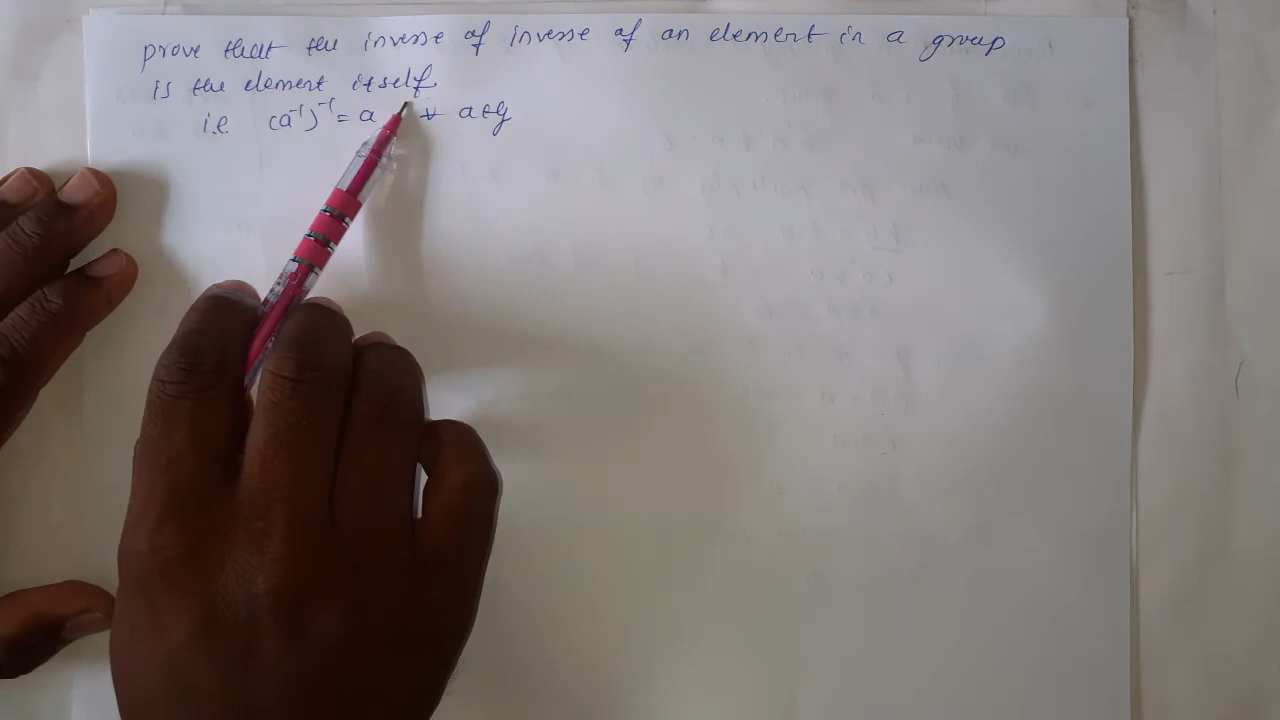 prove that the inverse of inverse of an element in a group
is the element itself.
i.e (a⁻¹)⁻¹ = a ∀ a∈G